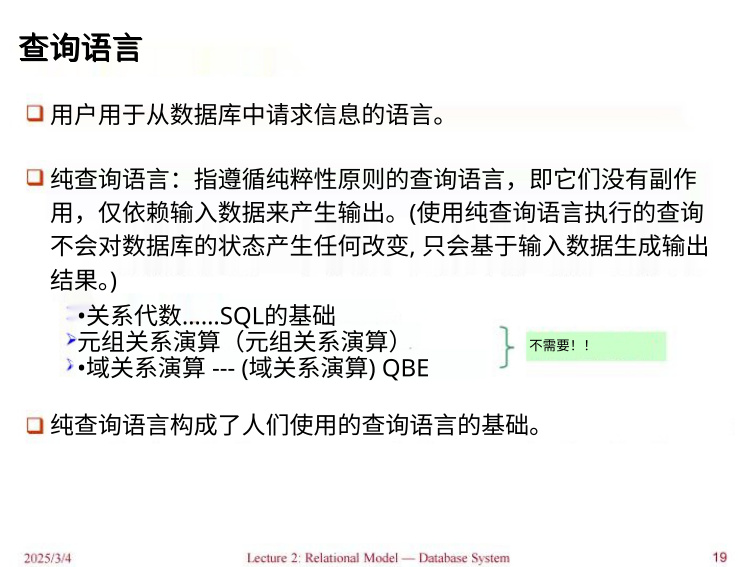 查询语言
用户用于从数据库中请求信息的语言。
纯查询语言：指遵循纯粹性原则的查询语言，即它们没有副作
用，仅依赖输入数据来产生输出。(使用纯查询语言执行的查询
不会对数据库的状态产生任何改变, 只会基于输入数据生成输出
结果。)
•关系代数……SQL的基础
元组关系演算（元组关系演算）
•域关系演算 --- (域关系演算) QBE
不需要！！
纯查询语言构成了人们使用的查询语言的基础。
2025/3/4 Lecture 2: Relational Model — Database System 19